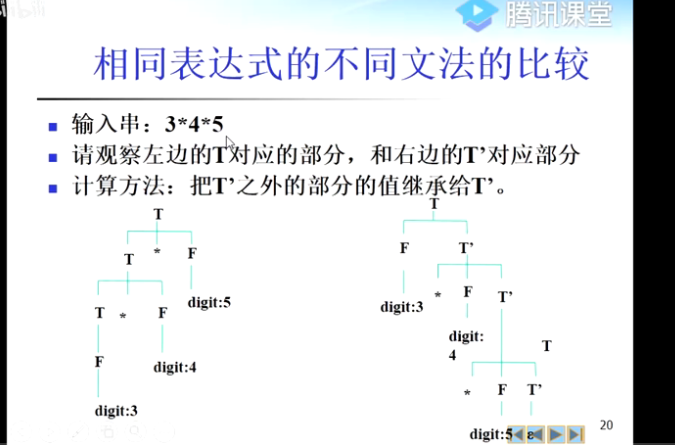 腾讯课堂
相同表达式的不同文法的比较
输入串：3*4*5
请观察左边的T对应的部分，和右边的T’对应部分
计算方法：把T’之外的部分的值继承给T’。
T
T * F
digit:5
T * F
F
digit:4
digit:3
T
F T’
digit:3
* F T’
digit:
4
T
* F T’
digit:5 ε
20